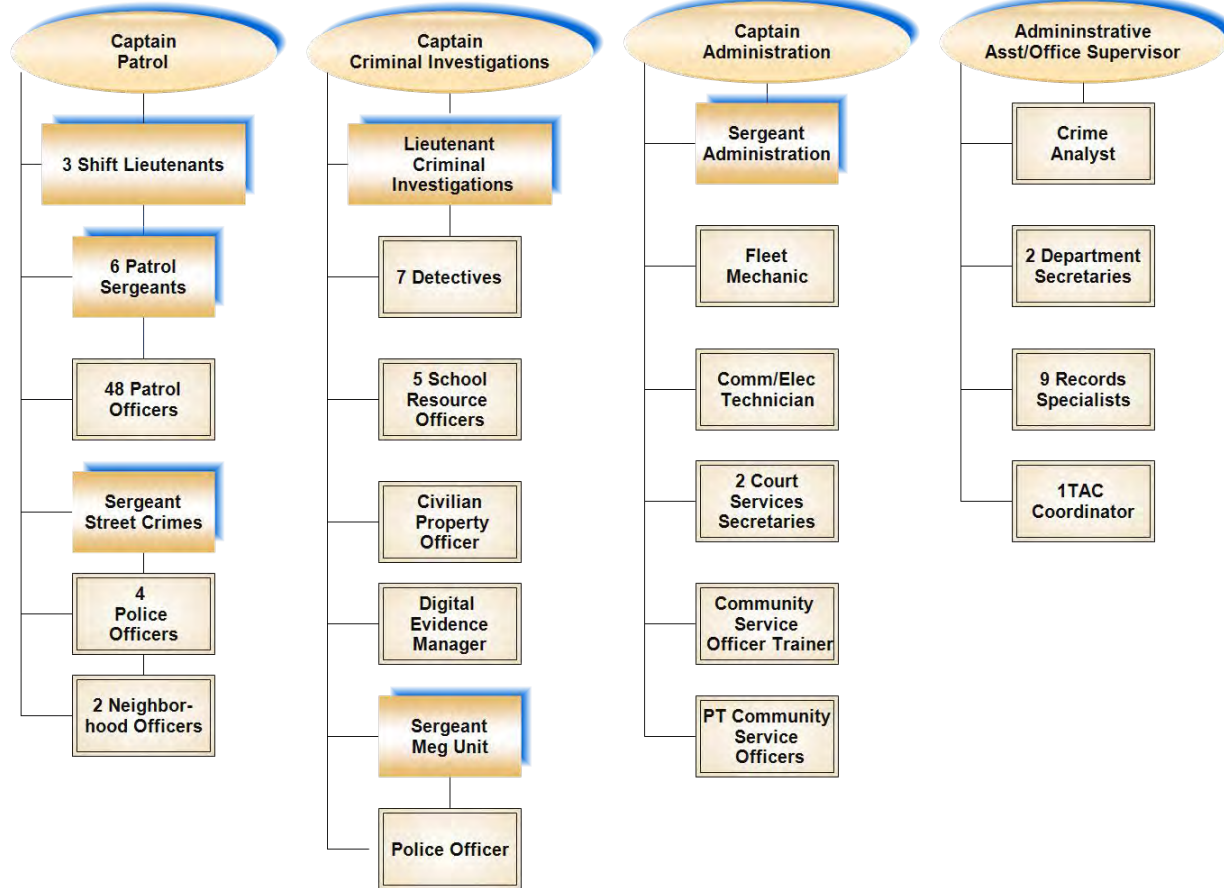 Captain
Patrol
3 Shift Lieutenants
6 Patrol
Sergeants
48 Patrol
Officers
Sergeant
Street Crimes
4
Police
Officers
2 Neighbor-
hood Officers
Captain
Criminal Investigations
Lieutenant
Criminal
Investigations
7 Detectives
5 School
Resource
Officers
Civilian
Property
Officer
Digital
Evidence
Manager
Sergeant
Meg Unit
Police Officer
Captain
Administration
Sergeant
Administration
Fleet
Mechanic
Comm/Elec
Technician
2 Court
Services
Secretaries
Community
Service
Officer Trainer
PT Community
Service
Officers
Admininstrative
Asst/Office Supervisor
Crime
Analyst
2 Department
Secretaries
9 Records
Specialists
1TAC
Coordinator